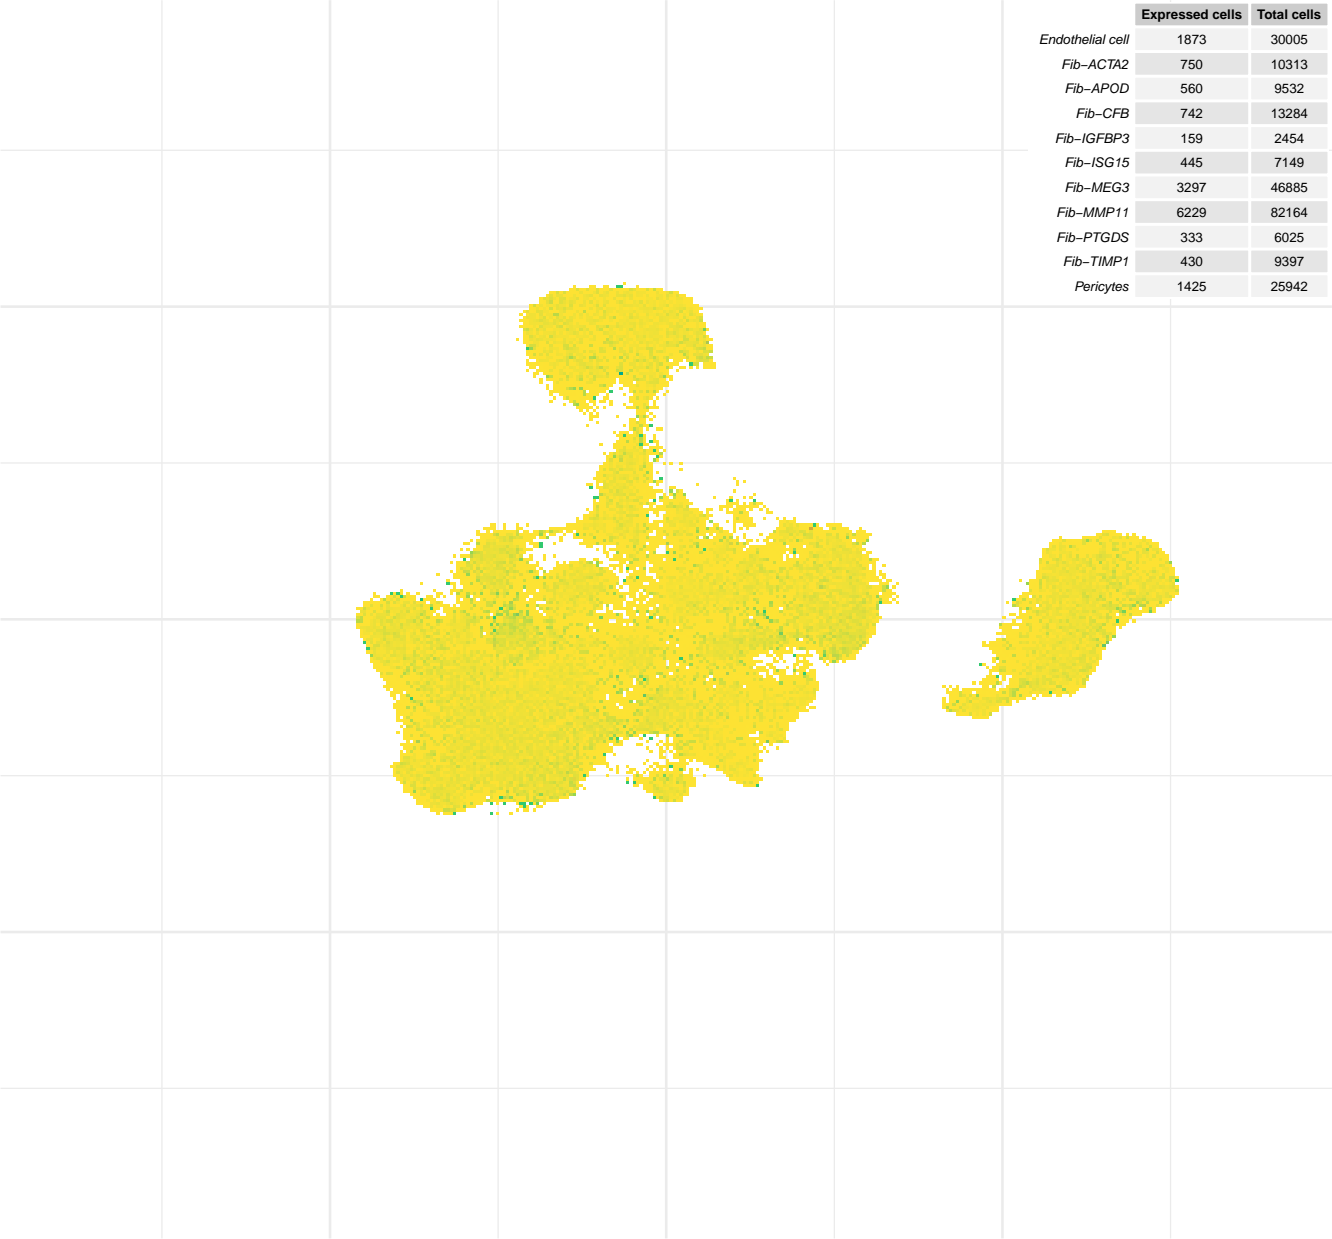 Expressed cells Total cells
Endothelial cell 1873 30005
Fib−ACTA2 750 10313
Fib−APOD 560 9532
Fib−CFB 742 13284
Fib−IGFBP3 159 2454
Fib−ISG15 445 7149
Fib−MEG3 3297 46885
Fib−MMP11 6229 82164
Fib−PTGDS 333 6025
Fib−TIMP1 430 9397
Pericytes 1425 25942